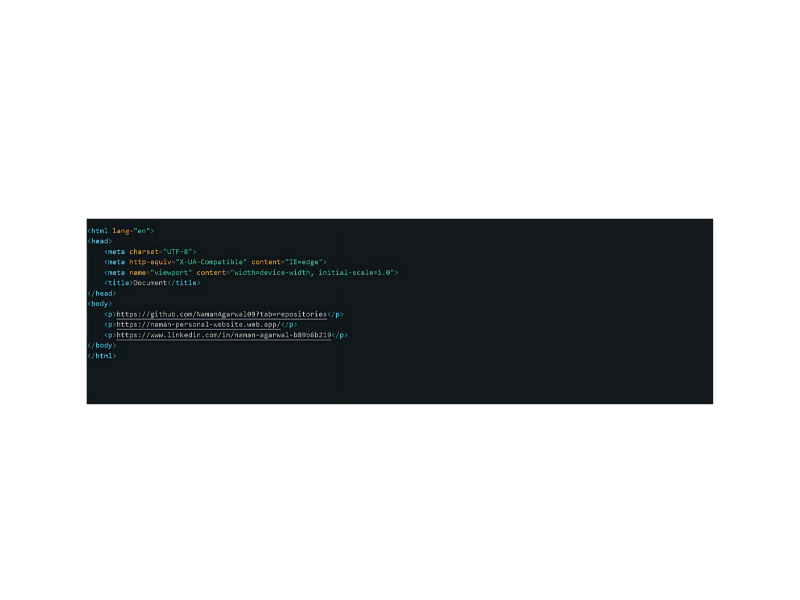 <html lang="en">
<head>
    <meta charset="UTF-8">
    <meta http-equiv="X-UA-Compatible" content="IE=edge">
    <meta name="viewport" content="width=device-width, initial-scale=1.0">
    <title>Document</title>
</head>
<body>
    <p>https://github.com/NamanAgarwal09?tab=repositories</p>
    <p>https://naman-personal-website.web.app/</p>
    <p>https://www.linkedin.com/in/naman-agarwal-b89b6b219</p>
</body>
</html>